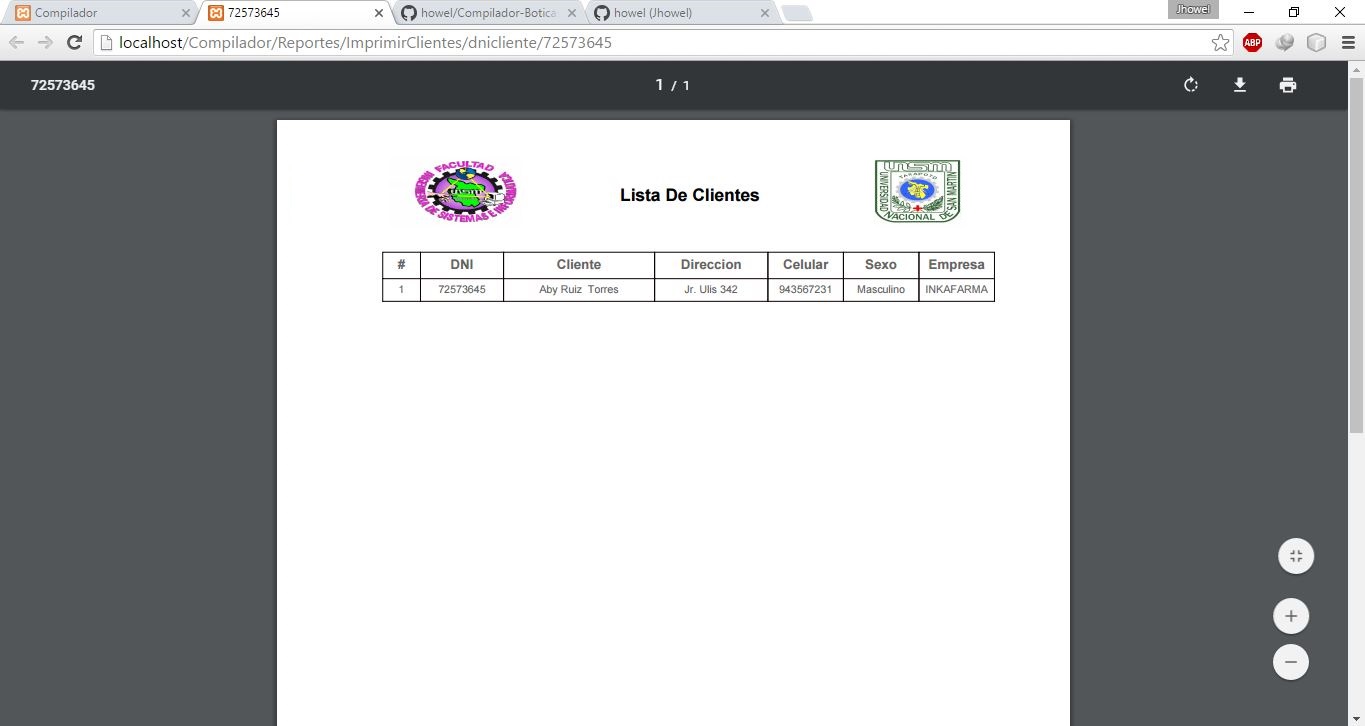 Compilador
72573645
howel/Compilador-Botica
howel (Jhowel)
Jhowel
localhost/Compilador/Reportes/ImprimirClientes/dnicliente/72573645
ABP
72573645
1 / 1
FACULTAD
DE SISTEMAS E
Lista De Clientes
UNSM
TARAPOTO
UNIVERSIDAD
NACIONAL DE SAN MARTIN
# DNI Cliente Direccion Celular Sexo Empresa
1 72573645 Aby Ruiz Torres Jr. Ulis 342 943567231 Masculino INKAFARMA